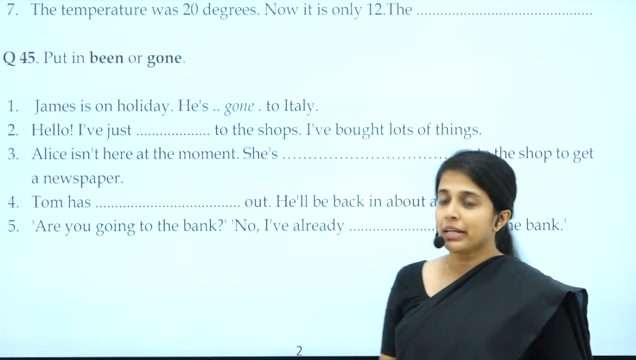 7. The temperature was 20 degrees. Now it is only 12.The ............................................
Q 45. Put in been or gone.
1. James is on holiday. He's .. gone . to Italy.
2. Hello! I've just ................... to the shops. I've bought lots of things.
3. Alice isn't here at the moment. She's .................................... the shop to get
a newspaper.
4. Tom has ..................................... out. He'll be back in about
5. 'Are you going to the bank?' 'No, I've already ...................... bank.'
2